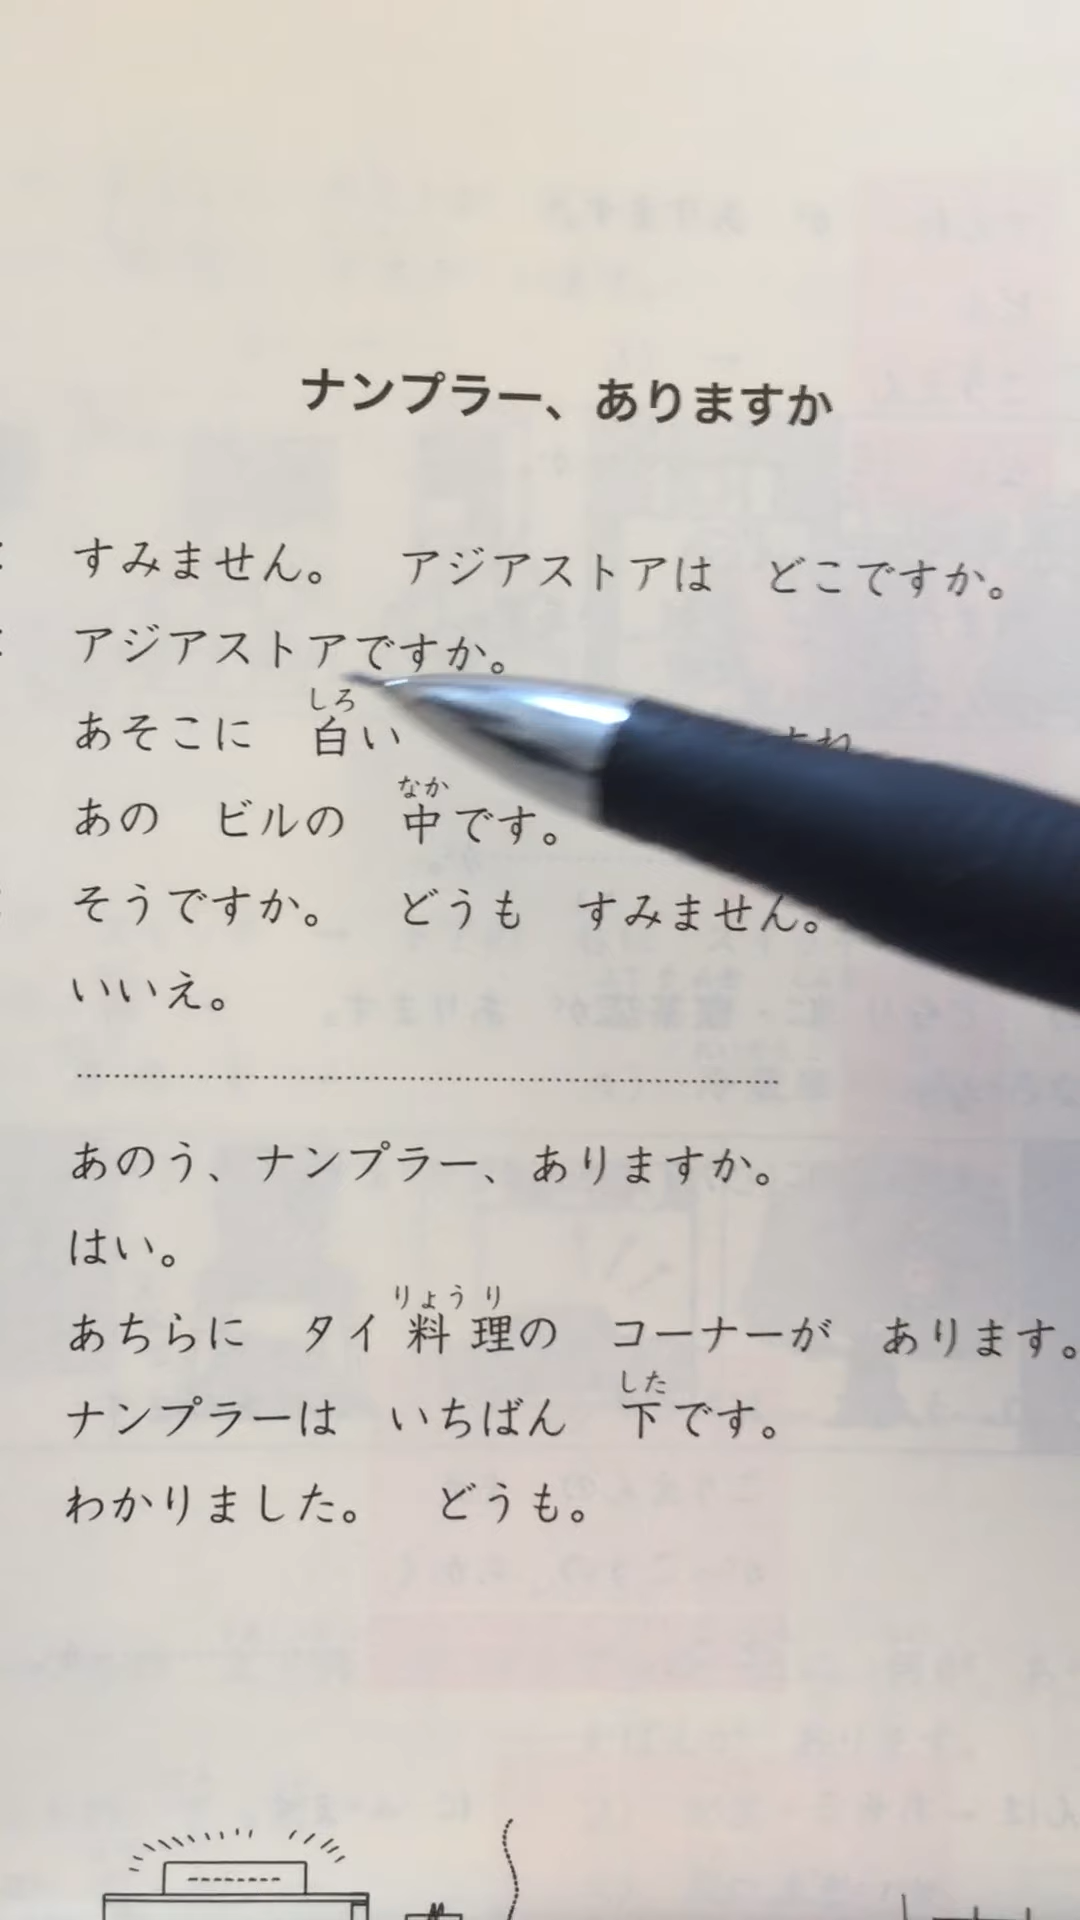 ナンプラー、ありますか
すみません。 アジアストアは どこですか。
アジアストアですか。
あそこに 白い
しろ
あの ビルの 中です。
なか
そうですか。 どうも すみません。
いいえ。
あのう、ナンプラー、ありますか。
はい。
あちらに タイ料理の コーナーが あります。
りょうり
ナンプラーは いちばん 下です。
した
わかりました。 どうも。